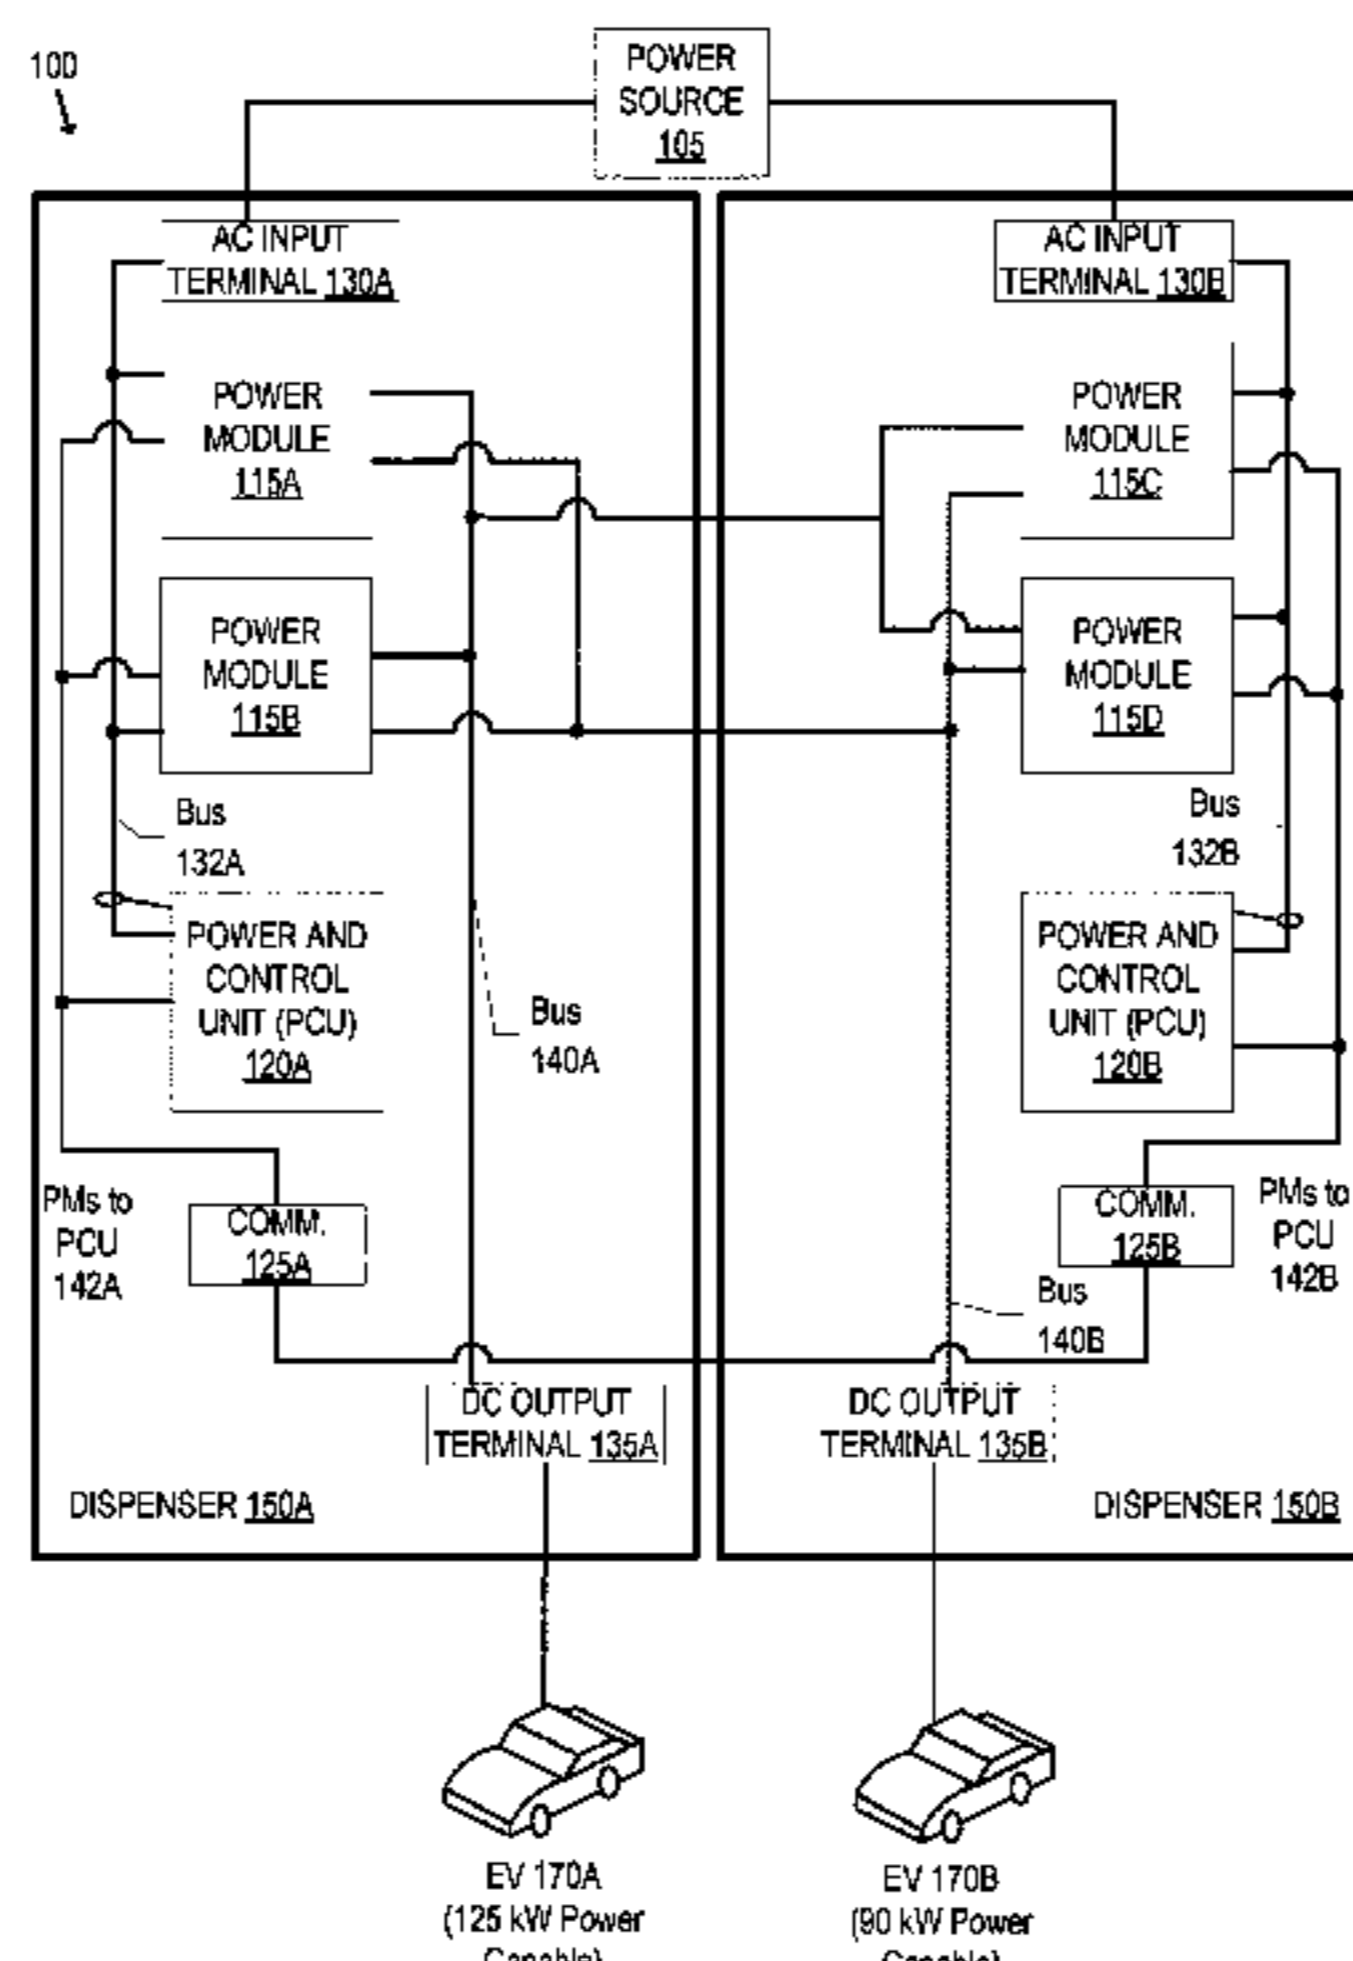 100
POWER
SOURCE
105
AC INPUT
TERMINAL 130A
AC INPUT
TERMINAL 130B
POWER
MODULE
115A
POWER
MODULE
115C
POWER
MODULE
115B
POWER
MODULE
115D
Bus
132A
Bus
132B
POWER AND
CONTROL
UNIT (PCU)
120A
Bus
140A
POWER AND
CONTROL
UNIT (PCU)
120B
PMs to
PCU
142A
COMM.
125A
COMM.
125B
PMs to
PCU
142B
Bus
140B
DC OUTPUT
TERMINAL 135A
DC OUTPUT
TERMINAL 135B
DISPENSER 150A
DISPENSER 150B
EV 170A
(125 kW Power
Capable)
EV 170B
(90 kW Power
Capable)